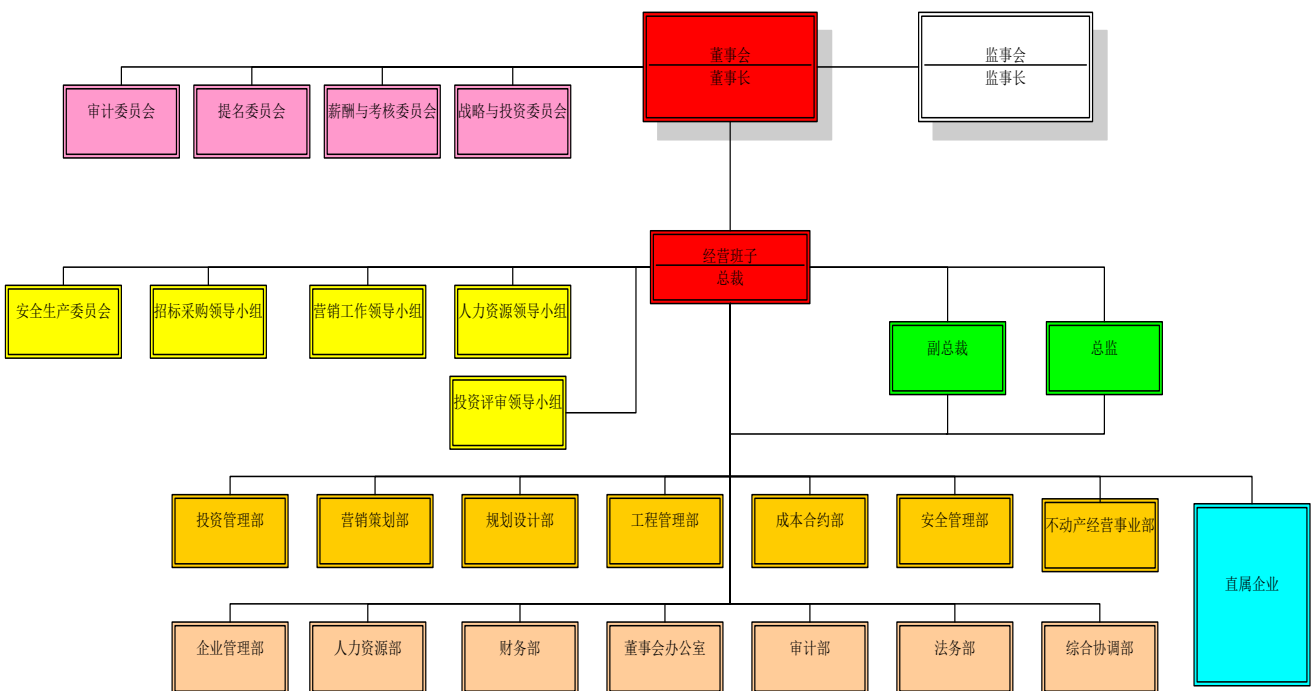 董事会
董事长
监事会
监事长
审计委员会
提名委员会
薪酬与考核委员会
战略与投资委员会
经营班子
总裁
安全生产委员会
招标采购领导小组
营销工作领导小组
人力资源领导小组
投资评审领导小组
副总裁
总监
投资管理部
营销策划部
规划设计部
工程管理部
成本合约部
安全管理部
不动产经营事业部
直属企业
企业管理部
人力资源部
财务部
董事会办公室
审计部
法务部
综合协调部